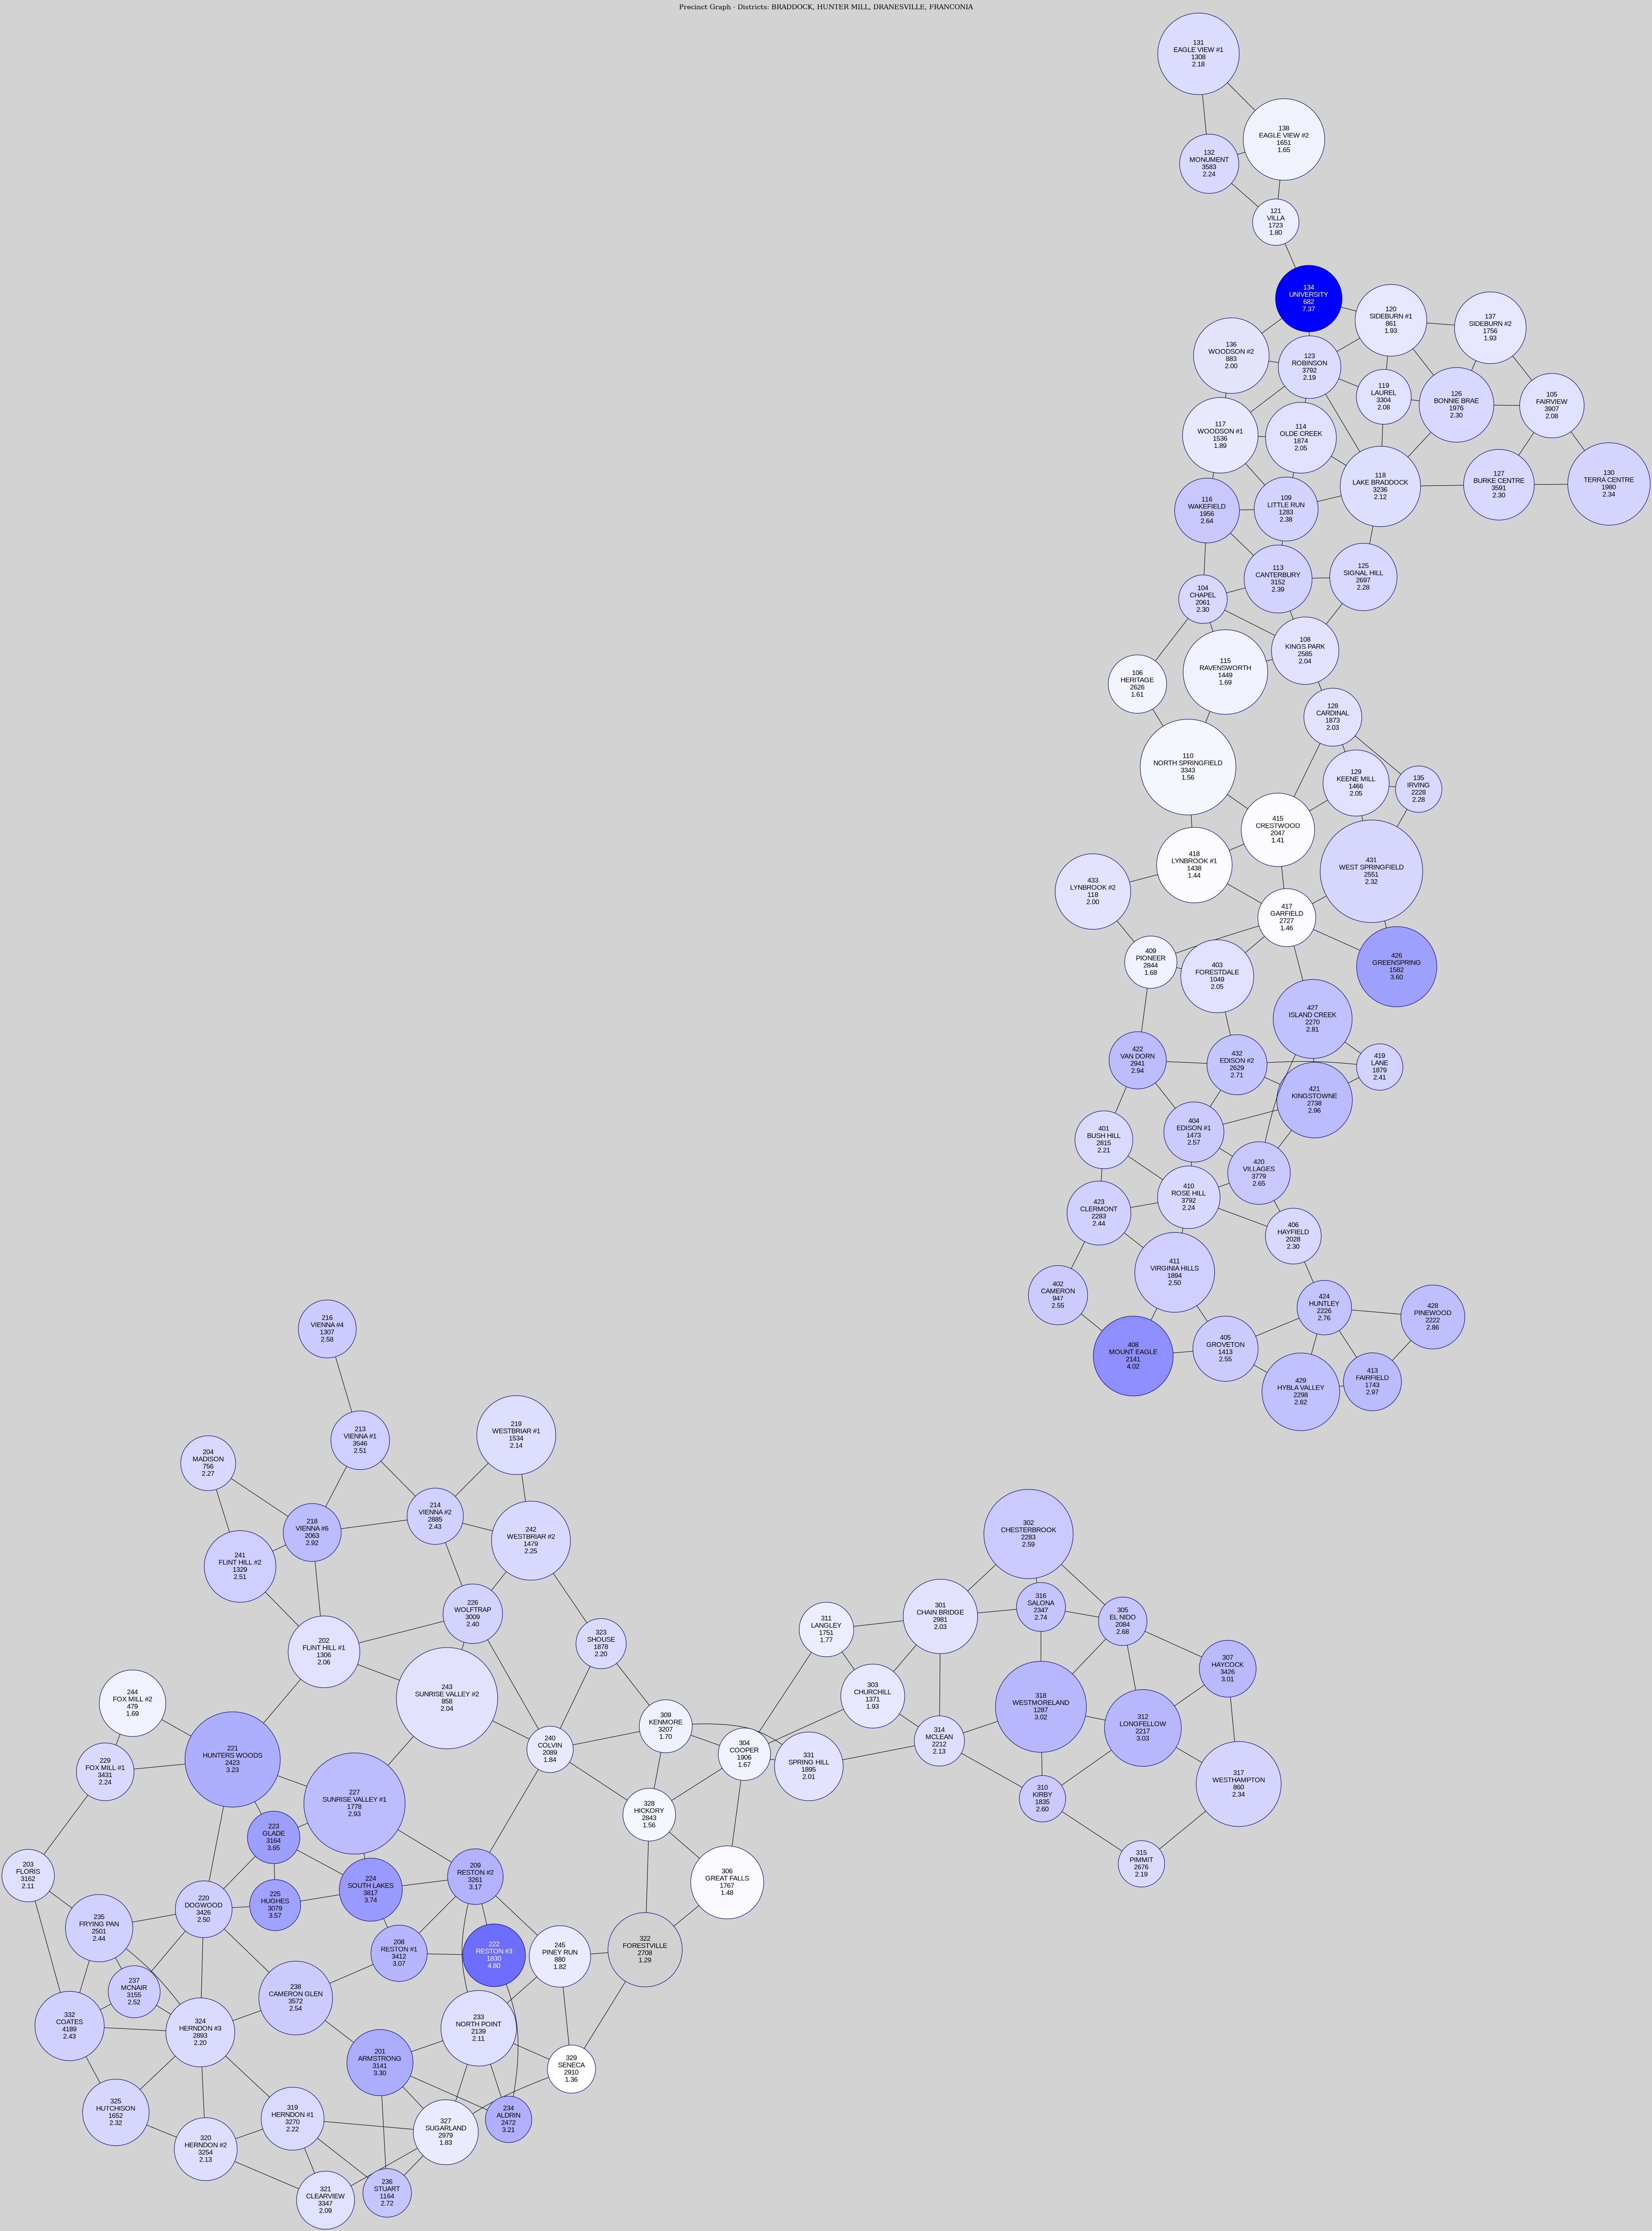 Precinct Graph - Districts: BRADDOCK, HUNTER MILL, DRANESVILLE, FRANCONIA
131
EAGLE VIEW #1
1308
2.18
138
EAGLE VIEW #2
1651
1.65
132
MONUMENT
3583
2.24
121
VILLA
1723
1.80
134
UNIVERSITY
682
7.37
120
SIDEBURN #1
861
1.93
137
SIDEBURN #2
1756
1.93
136
WOODSON #2
883
2.00
123
ROBINSON
3792
2.19
119
LAUREL
3304
2.08
126
BONNIE BRAE
1976
2.30
105
FAIRVIEW
3907
2.08
117
WOODSON #1
1536
1.89
114
OLDE CREEK
1874
2.05
118
LAKE BRADDOCK
3236
2.12
127
BURKE CENTRE
3591
2.30
130
TERRA CENTRE
1980
2.34
116
WAKEFIELD
1956
2.64
109
LITTLE RUN
1283
2.38
113
CANTERBURY
3152
2.39
125
SIGNAL HILL
2697
2.28
104
CHAPEL
2061
2.30
108
KINGS PARK
2585
2.04
115
RAVENSWORTH
1449
1.69
106
HERITAGE
2626
1.61
128
CARDINAL
1873
2.03
110
NORTH SPRINGFIELD
3343
1.56
129
KEENE MILL
1466
2.05
135
IRVING
2228
2.28
415
CRESTWOOD
2047
1.41
418
LYNBROOK #1
1438
1.44
431
WEST SPRINGFIELD
2551
2.32
433
LYNBROOK #2
118
2.00
417
GARFIELD
2727
1.46
409
PIONEER
2844
1.68
403
FORESTDALE
1049
2.05
426
GREENSPRING
1582
3.60
427
ISLAND CREEK
2270
2.81
422
VAN DORN
2941
2.94
432
EDISON #2
2629
2.71
419
LANE
1879
2.41
421
KINGSTOWNE
2738
2.96
401
BUSH HILL
2815
2.21
404
EDISON #1
1473
2.57
420
VILLAGES
3779
2.65
410
ROSE HILL
3792
2.24
423
CLERMONT
2283
2.44
406
HAYFIELD
2028
2.30
411
VIRGINIA HILLS
1894
2.50
402
CAMERON
947
2.55
424
HUNTLEY
2226
2.76
428
PINEWOOD
2222
2.86
408
MOUNT EAGLE
2141
4.02
405
GROVETON
1413
2.55
429
HYBLA VALLEY
2298
2.82
413
FAIRFIELD
1743
2.97
216
VIENNA #4
1307
2.58
213
VIENNA #1
3546
2.51
219
WESTBRIAR #1
1534
2.14
204
MADISON
756
2.27
214
VIENNA #2
2885
2.43
218
VIENNA #6
2063
2.92
242
WESTBRIAR #2
1479
2.25
241
FLINT HILL #2
1329
2.51
226
WOLFTRAP
3009
2.40
202
FLINT HILL #1
1306
2.06
323
SHOUSE
1878
2.20
243
SUNRISE VALLEY #2
858
2.04
244
FOX MILL #2
479
1.69
221
HUNTERS WOODS
2423
3.23
229
FOX MILL #1
3431
2.24
240
COLVIN
2089
1.84
309
KENMORE
3207
1.70
227
SUNRISE VALLEY #1
1778
2.93
223
GLADE
3164
3.65
328
HICKORY
2843
1.56
203
FLORIS
3162
2.11
209
RESTON #2
3261
3.17
224
SOUTH LAKES
3817
3.74
225
HUGHES
3079
3.57
220
DOGWOOD
3426
2.50
306
GREAT FALLS
1767
1.48
235
FRYING PAN
2501
2.44
208
RESTON #1
3412
3.07
222
RESTON #3
1830
4.80
245
PINEY RUN
880
1.82
322
FORESTVILLE
2708
1.29
237
MCNAIR
3155
2.52
238
CAMERON GLEN
3572
2.54
332
COATES
4189
2.43
324
HERNDON #3
2893
2.20
233
NORTH POINT
2139
2.11
201
ARMSTRONG
3141
3.30
329
SENECA
2910
1.36
325
HUTCHISON
1652
2.32
319
HERNDON #1
3270
2.22
234
ALDRIN
2472
3.21
327
SUGARLAND
2979
1.83
320
HERNDON #2
3254
2.13
321
CLEARVIEW
3347
2.09
236
STUART
1164
2.72
302
CHESTERBROOK
2283
2.59
316
SALONA
2347
2.74
301
CHAIN BRIDGE
2981
2.03
305
EL NIDO
2084
2.68
311
LANGLEY
1751
1.77
307
HAYCOCK
3426
3.01
303
CHURCHILL
1371
1.93
318
WESTMORELAND
1287
3.02
312
LONGFELLOW
2217
3.03
314
MCLEAN
2212
2.13
304
COOPER
1906
1.67
331
SPRING HILL
1895
2.01
310
KIRBY
1835
2.60
317
WESTHAMPTON
860
2.34
315
PIMMIT
2676
2.19